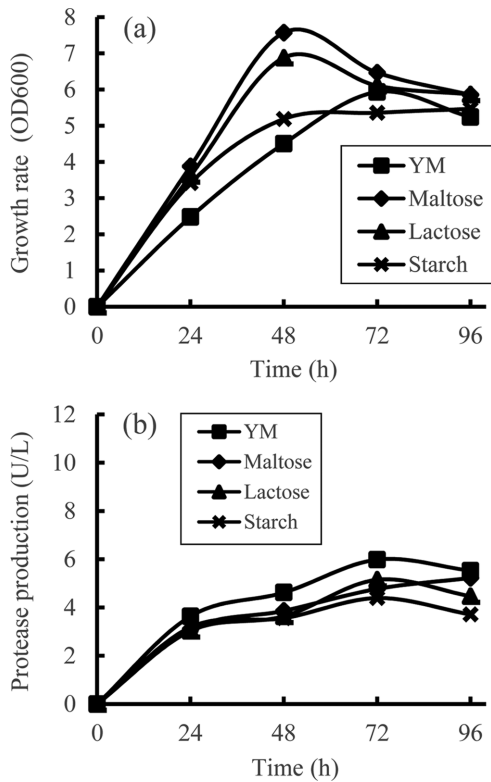 (a)
Growth rate (OD600)
8
7
6
5
4
3
2
1
0
YM
Maltose
Lactose
Starch
0 24 48 72 96
Time (h)
(b)
Protease production (U/L)
12
10
8
6
4
2
0
YM
Maltose
Lactose
Starch
0 24 48 72 96
Time (h)